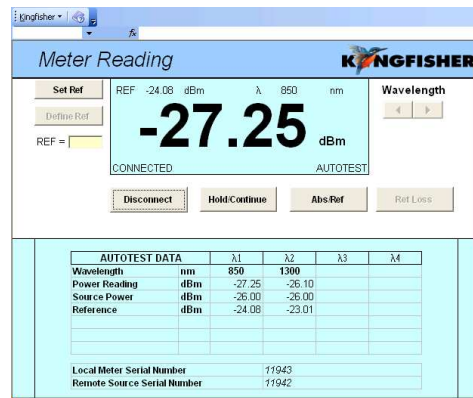 Kingfisher
fx
Meter Reading KINGFISHER
Set Ref REF -24.08 dBm λ 850 nm Wavelength
Define Ref
REF =
-27.25 dBm
CONNECTED AUTOTEST
Disconnect Hold/Continue Abs/Ref Ref Loss
AUTOTEST DATA λ1 λ2 λ3 λ4
Wavelength nm 850 1300
Power Reading dBm -27.25 -26.10
Source Power dBm -26.00 -26.00
Reference dBm -24.08 -23.01
Local Meter Serial Number 11943
Remote Source Serial Number 11942